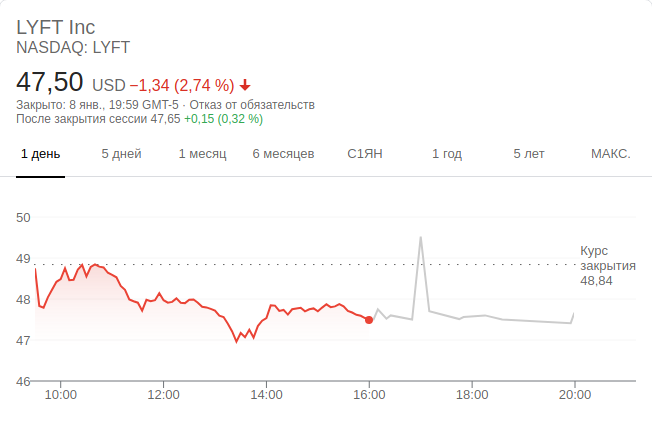 LYFT Inc
NASDAQ: LYFT
47,50 USD −1,34 (2,74 %)
Закрыто: 8 янв., 19:59 GMT-5 · Отказ от обязательств
После закрытия сессии 47,65 +0,15 (0,32 %)
1 день 5 дней 1 месяц 6 месяцев С1ЯН 1 год 5 лет МАКС.
50
49
48
47
46
Курс
закрытия
48,84
10:00 12:00 14:00 16:00 18:00 20:00